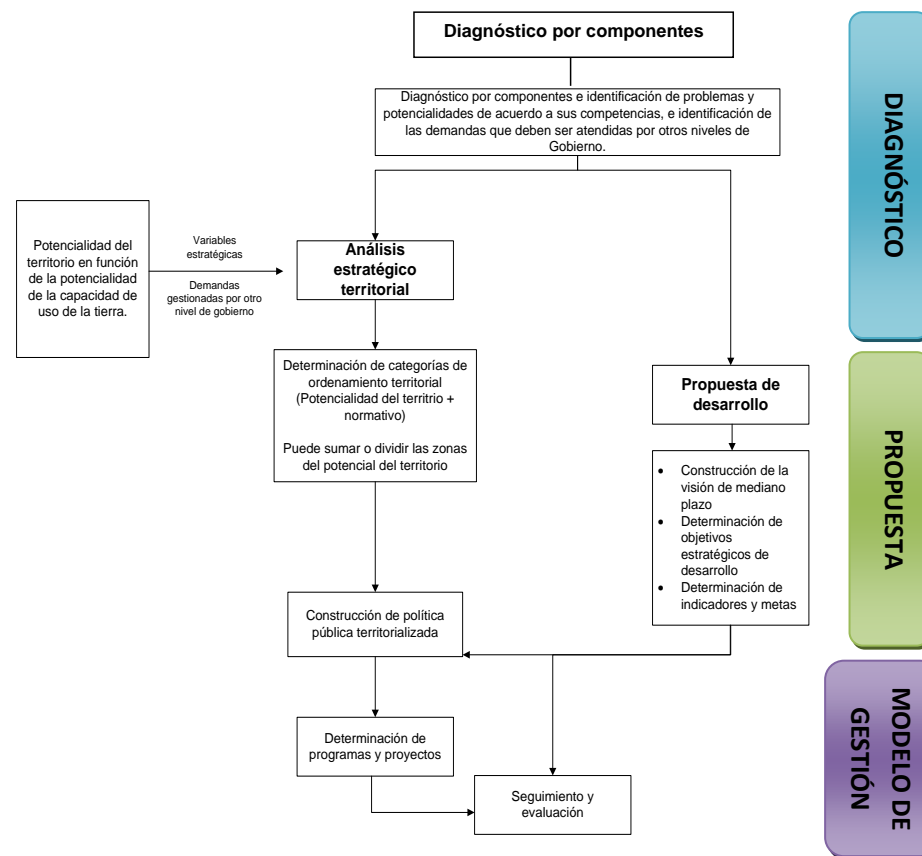 Diagnóstico por componentes
Diagnóstico por componentes e identificación de problemas y
potencialidades de acuerdo a sus competencias, e identificación de
las demandas que deben ser atendidas por otros niveles de
Gobierno.
DIAGNÓSTICO
Potencialidad del
territorio en función
de la potencialidad
de la capacidad de
uso de la tierra.
Variables
estratégicas
Demandas
gestionadas por otro
nivel de gobierno
Análisis
estratégico
territorial
Determinación de categorías de
ordenamiento territorial
(Potencialidad del territrio +
normativo)
Puede sumar o dividir las zonas
del potencial del territorio
Propuesta de
desarrollo
• Construcción de la
visión de mediano
plazo
• Determinación de
objetivos
estratégicos de
desarrollo
• Determinación de
indicadores y metas
PROPUESTA
Construcción de política
pública territorializada
Determinación de
programas y proyectos
Seguimiento y
evaluación
MODELO DE
GESTIÓN